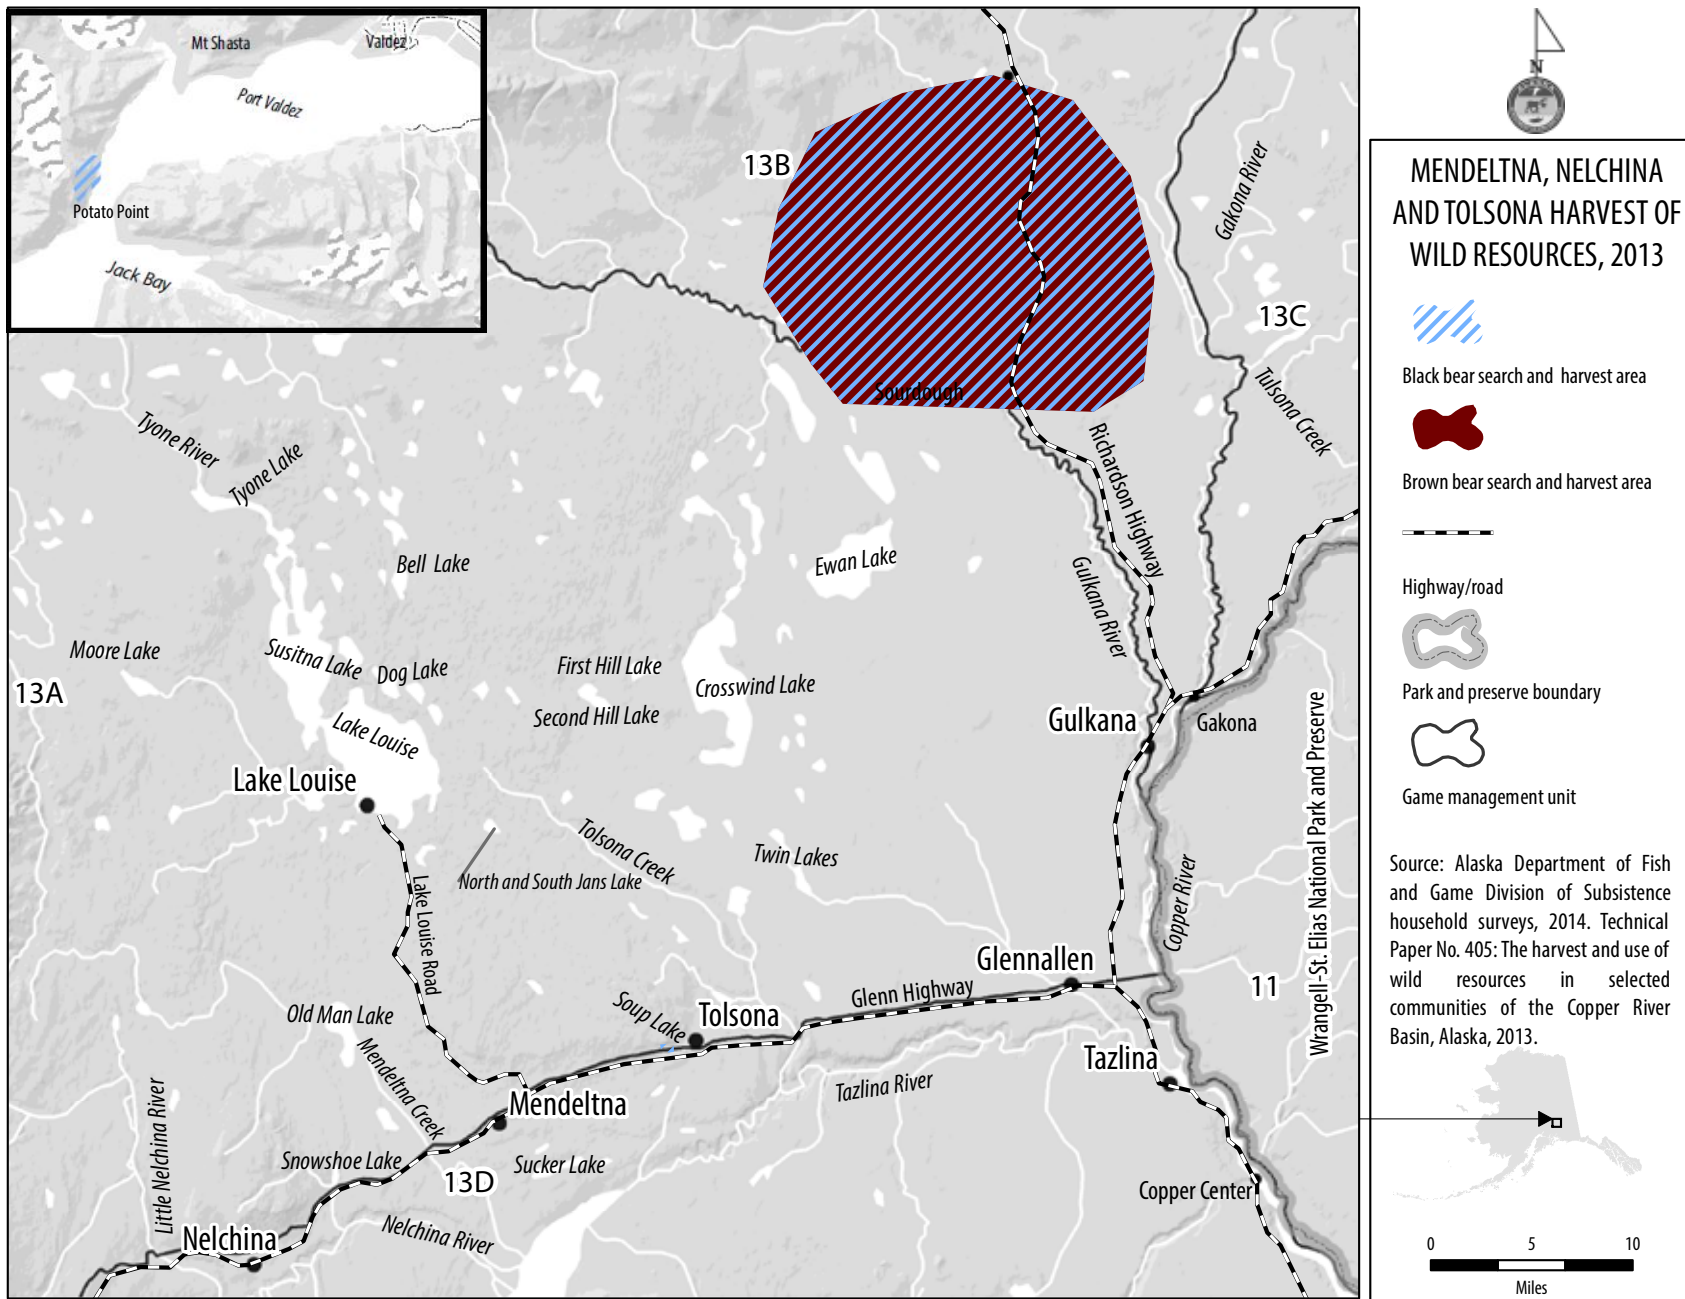 Mt Shasta
Valdez
Port Valdez
Potato Point
Jack Bay
13B
Gakona River
13C
Sourdough
Tulsona Creek
Tyone River
Tyone Lake
Richardson Highway
Bell Lake
Ewan Lake
Gulkana River
Moore Lake
Susitna Lake
Dog Lake
First Hill Lake
Crosswind Lake
13A
Second Hill Lake
Lake Louise
Gulkana
Gakona
Lake Louise
Wrangell-St. Elias National Park and Preserve
Tolsona Creek
Twin Lakes
North and South Jans Lake
Lake Louise Road
Copper River
Glennallen
Glenn Highway
11
Old Man Lake
Soup Lake
Tolsona
Mendeltna Creek
Tazlina
Tazlina River
Mendeltna
Little Nelchina River
Snowshoe Lake
Sucker Lake
13D
Copper Center
Nelchina
Nelchina River
N
MENDELTNA, NELCHINA
AND TOLSONA HARVEST OF
WILD RESOURCES, 2013
Black bear search and harvest area
Brown bear search and harvest area
Highway/road
Park and preserve boundary
Game management unit
Source: Alaska Department of Fish
and Game Division of Subsistence
household surveys, 2014. Technical
Paper No. 405: The harvest and use of
wild resources in selected
communities of the Copper River
Basin, Alaska, 2013.
0 5 10
Miles